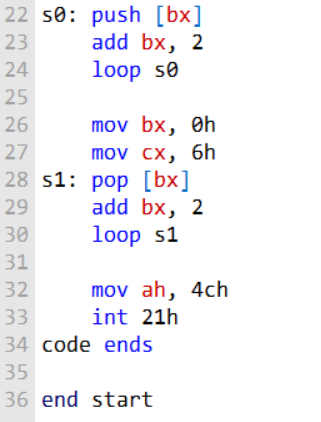 22 s0: push [bx]
23     add bx, 2
24     loop s0
25
26     mov bx, 0h
27     mov cx, 6h
28 s1: pop [bx]
29     add bx, 2
30     loop s1
31
32     mov ah, 4ch
33     int 21h
34 code ends
35
36 end start